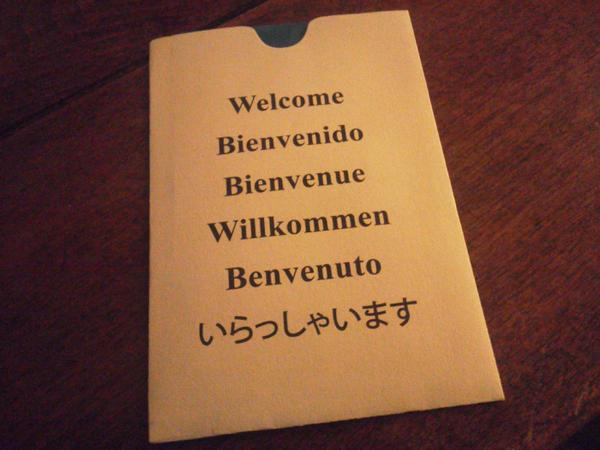 Welcome
Bienvenido
Bienvenue
Willkommen
Benvenuto
いらっしゃいます